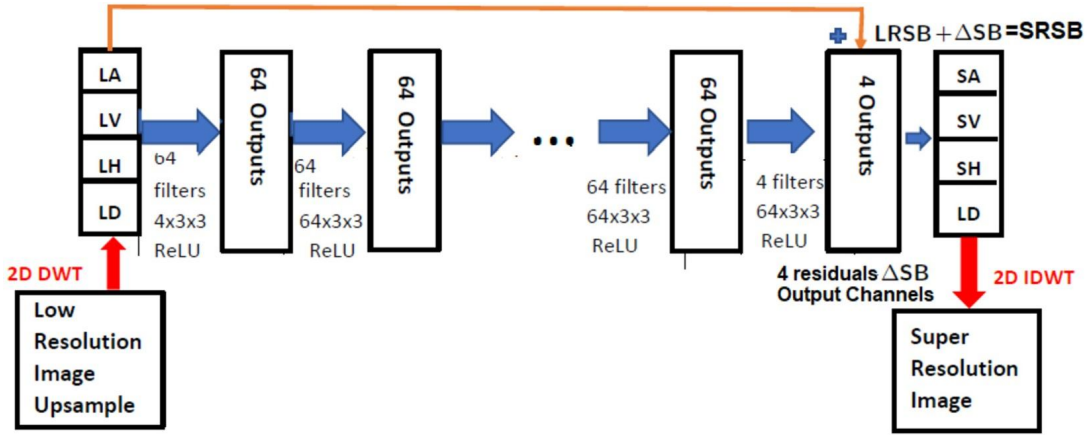 LRSB+ΔSB=SRSB
LA
LV
LH
LD
64
filters
4x3x3
ReLU
64 Outputs
64
filters
64x3x3
ReLU
64 Outputs
...
64 filters
64x3x3
ReLU
64 Outputs
4 filters
64x3x3
ReLU
4 Outputs
SA
SV
SH
LD
2D DWT
4 residuals ΔSB
Output Channels
2D IDWT
Low
Resolution
Image
Upsample
Super
Resolution
Image